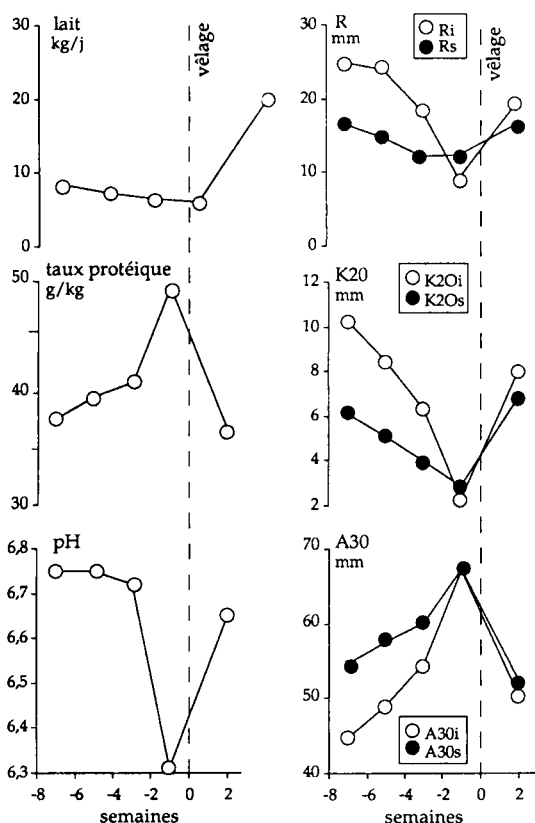 lait
kg/j
30
20
10
0
vêlage
R
mm
30
20
10
0
Ri
Rs
vêlage
taux protéique
g/kg
50
40
30
K20
mm
12
10
8
6
4
2
K20i
K20s
pH
6,8
6,7
6,6
6,5
6,4
6,3
-8 -6 -4 -2 0 2
semaines
A30
mm
70
60
50
40
A30i
A30s
-8 -6 -4 -2 0 2
semaines